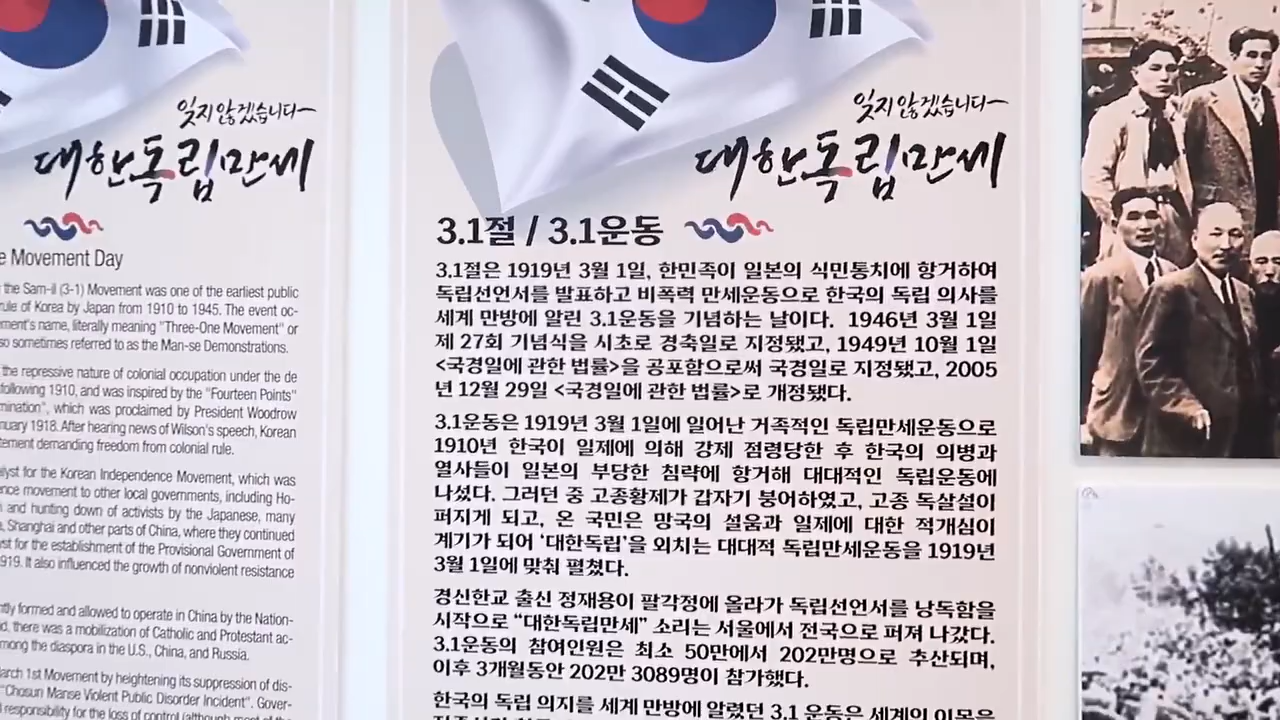 잊지 않겠습니다
대한독립만세
e Movement Day
the Sam-il (3-1) Movement was one of the earliest public
rule of Korea by Japan from 1910 to 1945. The event oc-
ment's name, literally meaning "Three-One Movement" or
so sometimes referred to as the Man-se Demonstrations.
the repressive nature of colonial occupation under the de
following 1910, and was inspired by the "Fourteen Points"
mination", which was proclaimed by President Woodrow
nuary 1918. After hearing news of Wilson's speech, Korean
tement demanding freedom from colonial rule.
alyst for the Korean Independence Movement, which was
nce movement to other local governments, including Ho-
and hunting down of activists by the Japanese, many
, Shanghai and other parts of China, where they continued
st for the establishment of the Provisional Government of
919. It also influenced the growth of nonviolent resistance
ntly formed and allowed to operate in China by the Nation-
id, there was a mobilization of Catholic and Protestant ac-
mong the diaspora in the U.S., China, and Russia.
arch 1st Movement by heightening its suppression of dis-
"Chosun Manse Violent Public Disorder Incident". Gover-
responsibility for the loss of control (although most of the
잊지 않겠습니다
대한독립만세
3.1절 / 3.1운동
3.1절은 1919년 3월 1일, 한민족이 일본의 식민통치에 항거하여
독립선언서를 발표하고 비폭력 만세운동으로 한국의 독립 의사를
세계 만방에 알린 3.1운동을 기념하는 날이다. 1946년 3월 1일
제 27회 기념식을 시초로 경축일로 지정됐고, 1949년 10월 1일
<국경일에 관한 법률>을 공포함으로써 국경일로 지정됐고, 2005
년 12월 29일 <국경일에 관한 법률>로 개정됐다.
3.1운동은 1919년 3월 1일에 일어난 거족적인 독립만세운동으로
1910년 한국이 일제에 의해 강제 점령당한 후 한국의 의병과
열사들이 일본의 부당한 침략에 항거해 대대적인 독립운동에
나섰다. 그러던 중 고종황제가 갑자기 붕어하였고, 고종 독살설이
퍼지게 되고, 온 국민은 망국의 설움과 일제에 대한 적개심이
계기가 되어 ‘대한독립’을 외치는 대대적 독립만세운동을 1919년
3월 1일에 맞춰 펼쳤다.
경신한교 출신 정재용이 팔각정에 올라가 독립선언서를 낭독함을
시작으로 “대한독립만세” 소리는 서울에서 전국으로 퍼져 나갔다.
3.1운동의 참여인원은 최소 50만에서 202만명으로 추산되며,
이후 3개월동안 202만 3089명이 참가했다.
한국의 독립 의지를 세계 만방에 알렸던 3.1 운동은 세계의 이목은